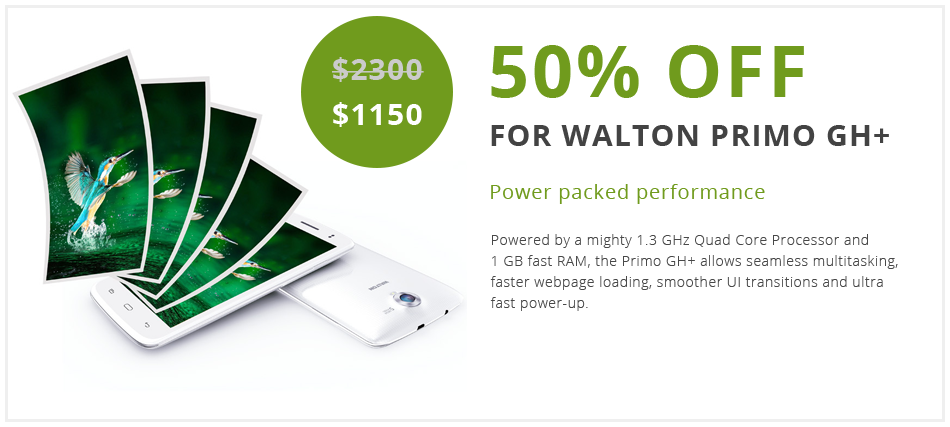 $2300
$1150
50% OFF
FOR WALTON PRIMO GH+
Power packed performance
Powered by a mighty 1.3 GHz Quad Core Processor and
1 GB fast RAM, the Primo GH+ allows seamless multitasking,
faster webpage loading, smoother UI transitions and ultra
fast power-up.
WALTON